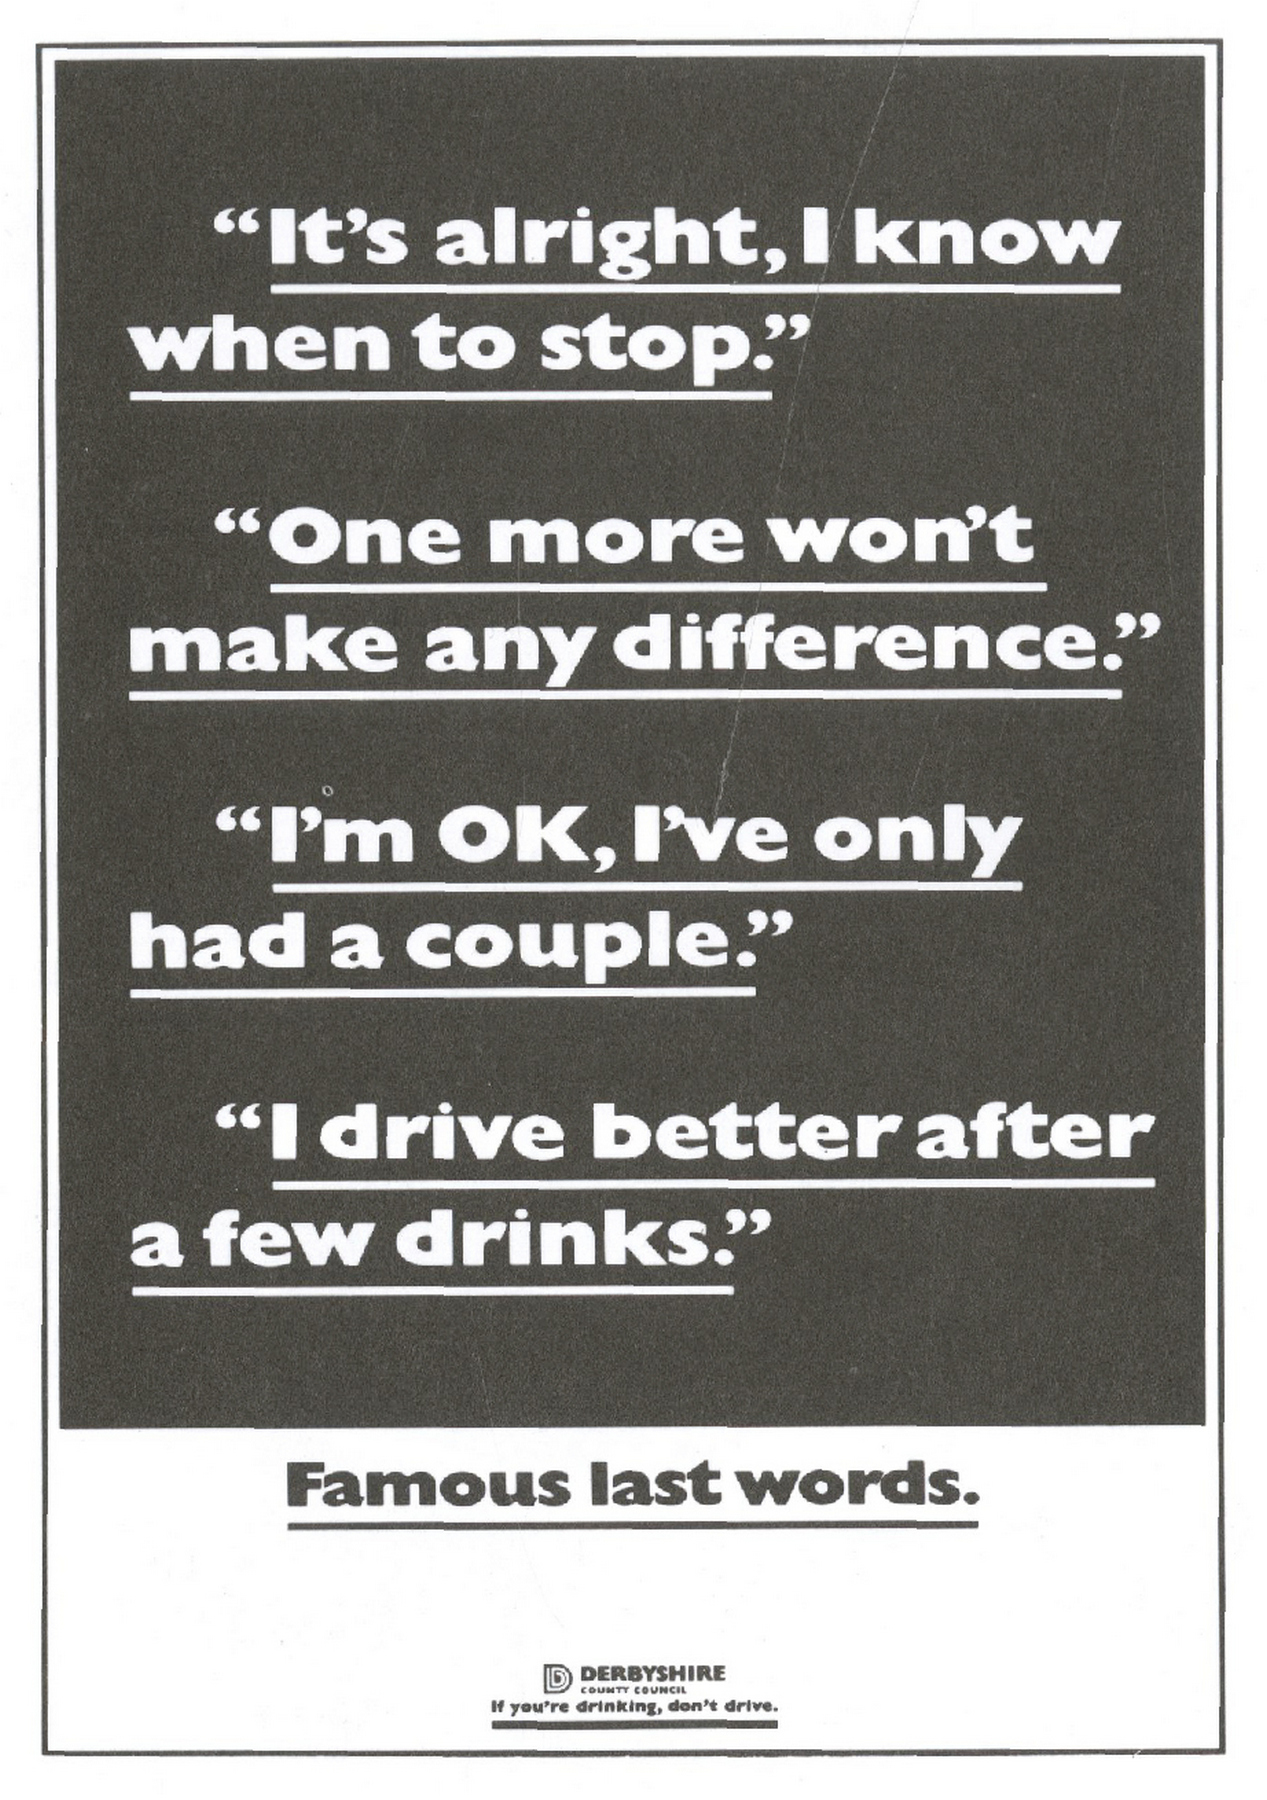 “It’s alright, I know
when to stop.”
“One more won’t
make any difference.”
“I’m OK, I’ve only
had a couple.”
“I drive better after
a few drinks.”
Famous last words.
DERBYSHIRE
COUNTY COUNCIL
If you’re drinking, don’t drive.